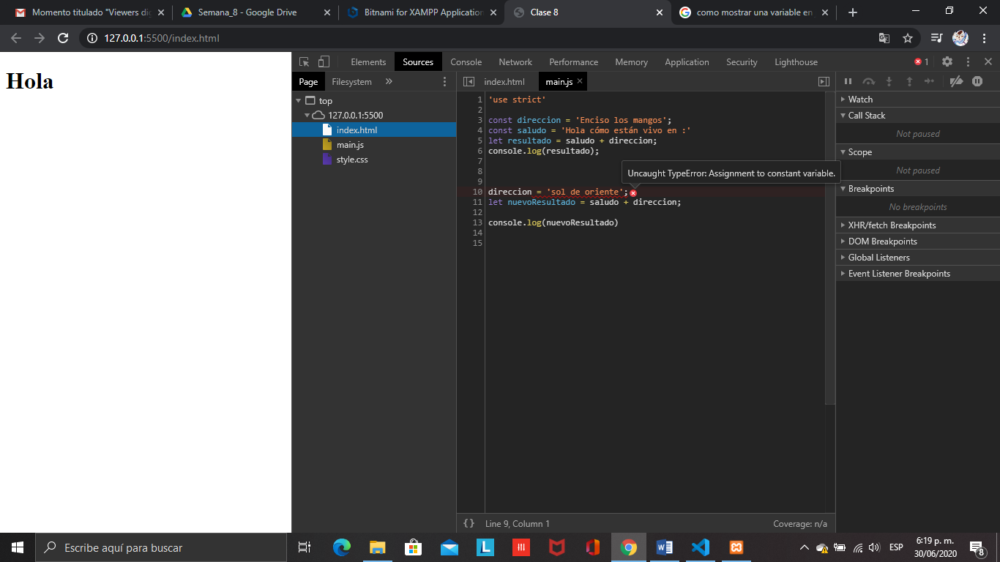 Momento titulado "Viewers dig
Semana_8 - Google Drive
Bitnami for XAMPP Application
Clase 8
como mostrar una variable en
127.0.0.1:5500/index.html
Hola
Elements Sources Console Network Performance Memory Application Security Lighthouse 1
Page Filesystem »
index.html main.js
top
127.0.0.1:5500
index.html
main.js
style.css
1 'use strict'
2
3 const direccion = 'Enciso los mangos';
4 const saludo = 'Hola cómo están vivo en :'
5 let resultado = saludo + direccion;
6 console.log(resultado);
7
8
9
Uncaught TypeError: Assignment to constant variable.
10 direccion = 'sol de oriente';
11 let nuevoResultado = saludo + direccion;
12
13 console.log(nuevoResultado)
14
15
Watch
Call Stack
Not paused
Scope
Not paused
Breakpoints
No breakpoints
XHR/fetch Breakpoints
DOM Breakpoints
Global Listeners
Event Listener Breakpoints
{ } Line 9, Column 1 Coverage: n/a
Escribe aquí para buscar
L
ESP
6:19 p. m.
30/06/2020
8